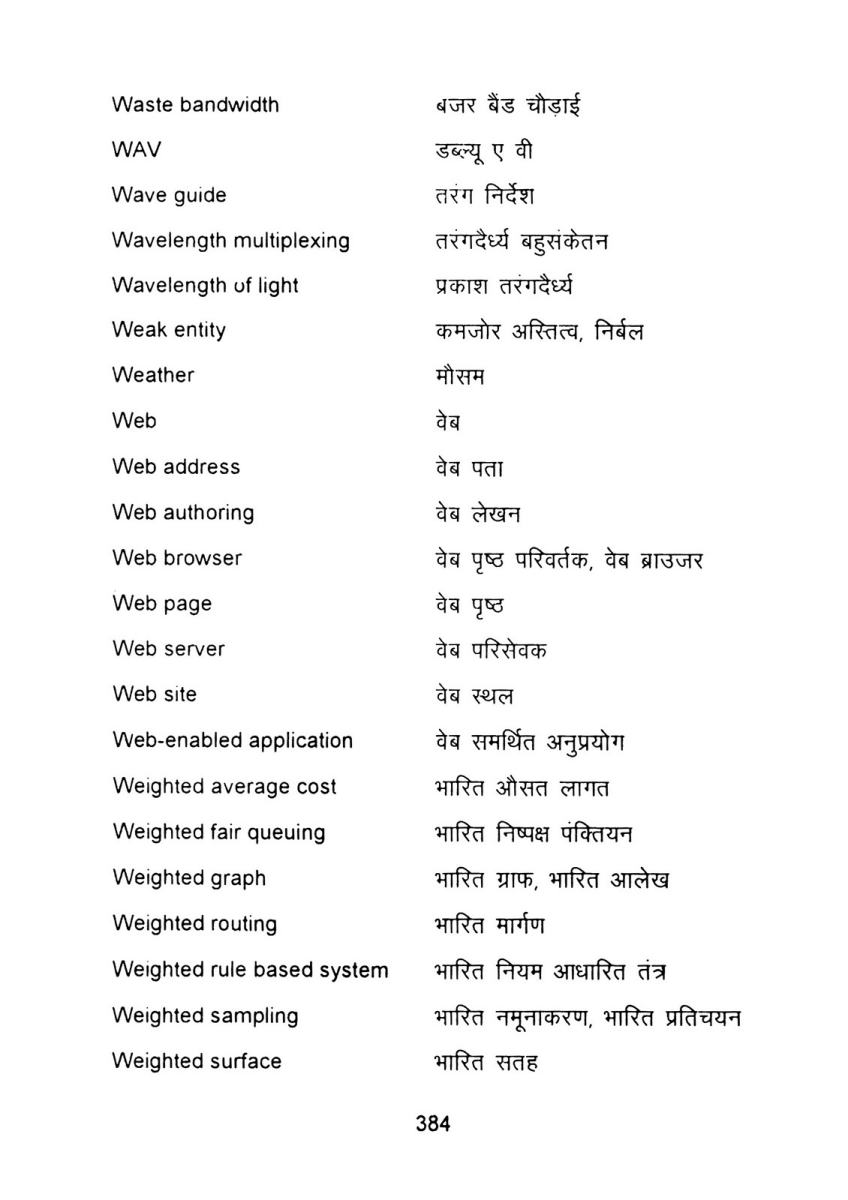 Waste bandwidth बजर बैंड चौड़ाई
WAV डब्ल्यू ए वी
Wave guide तरंग निर्देश
Wavelength multiplexing तरंगदैर्ध्य बहुसंकेतन
Wavelength of light प्रकाश तरंगदैर्ध्य
Weak entity कमजोर अस्तित्व, निर्बल
Weather मौसम
Web वेब
Web address वेब पता
Web authoring वेब लेखन
Web browser वेब पृष्ठ परिवर्तक, वेब ब्राउजर
Web page वेब पृष्ठ
Web server वेब परिसेवक
Web site वेब स्थल
Web-enabled application वेब समर्थित अनुप्रयोग
Weighted average cost भारित औसत लागत
Weighted fair queuing भारित निष्पक्ष पंक्तियन
Weighted graph भारित ग्राफ, भारित आलेख
Weighted routing भारित मार्गण
Weighted rule based system भारित नियम आधारित तंत्र
Weighted sampling भारित नमूनाकरण, भारित प्रतिचयन
Weighted surface भारित सतह
384